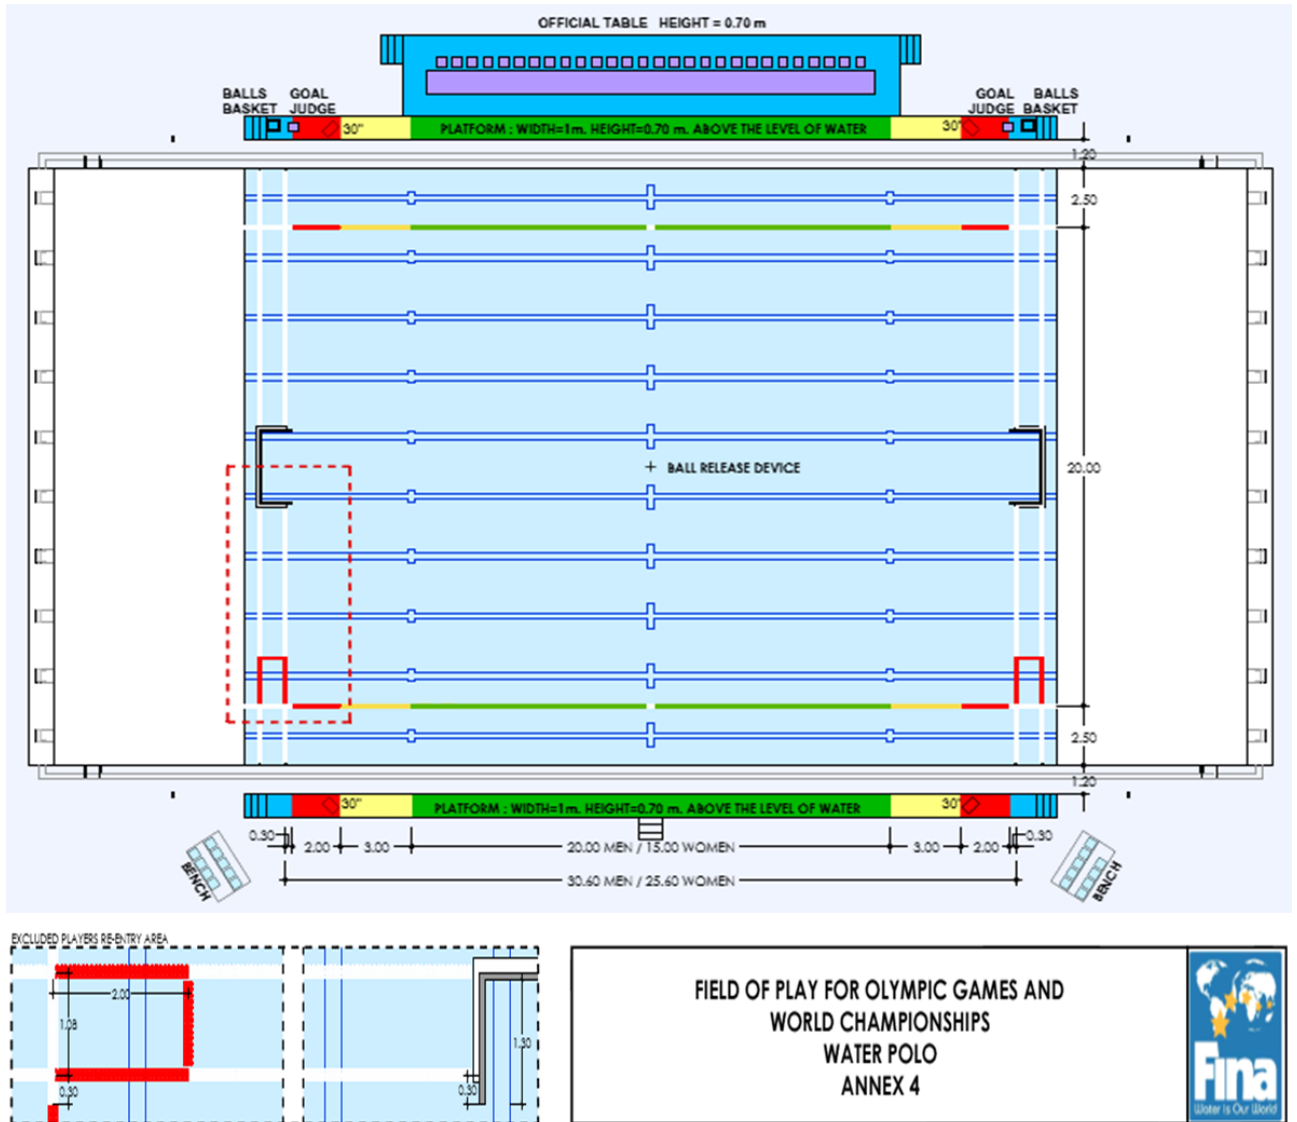 OFFICIAL TABLE   HEIGHT = 0.70 m
BALLS BASKET
GOAL JUDGE
GOAL JUDGE
BALLS BASKET
30"
PLATFORM : WIDTH=1m. HEIGHT=0.70 m. ABOVE THE LEVEL OF WATER
30"
1.20
2.50
BALL RELEASE DEVICE
20.00
2.50
1.20
30"
PLATFORM : WIDTH=1m. HEIGHT=0.70 m. ABOVE THE LEVEL OF WATER
30"
0.30
2.00
3.00
20.00 MEN / 15.00 WOMEN
3.00
2.00
0.30
BENCH
30.60 MEN / 25.60 WOMEN
BENCH
EXCLUDED PLAYERS RE-ENTRY AREA
2.00
1.08
0.30
1.30
0.30
FIELD OF PLAY FOR OLYMPIC GAMES AND
WORLD CHAMPIONSHIPS
WATER POLO
ANNEX 4
Fina
Water Is Our World